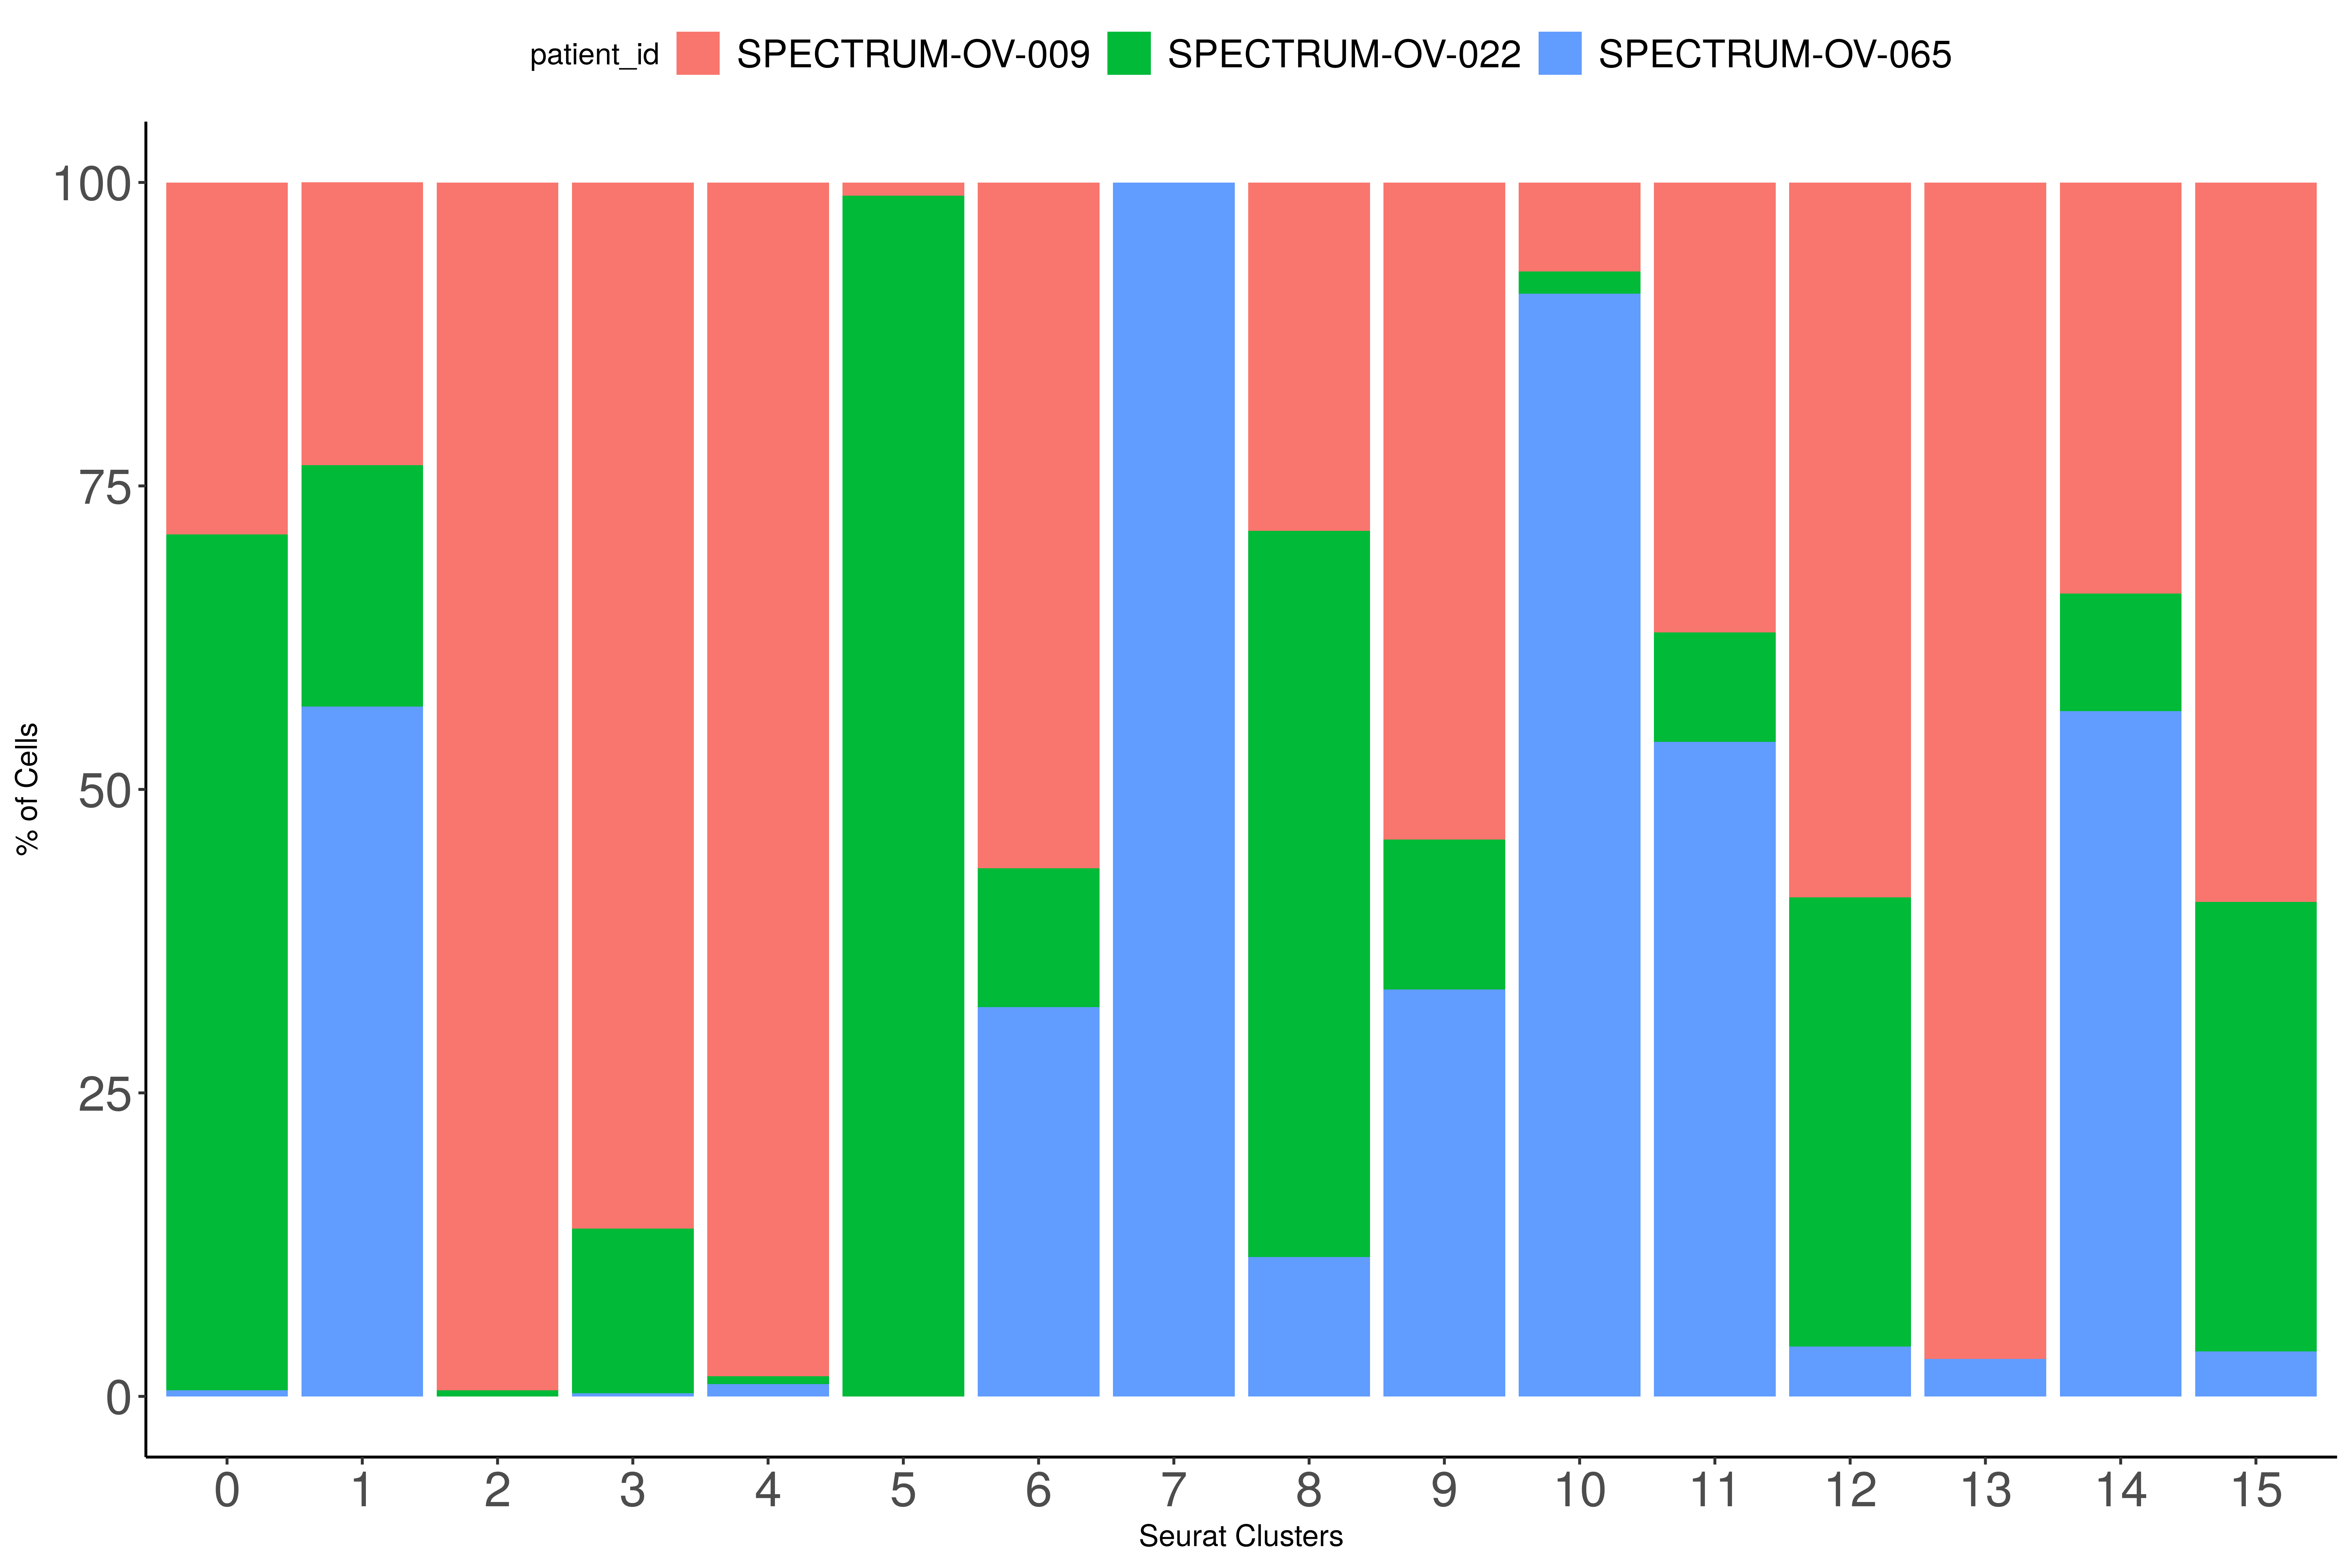 patient_id SPECTRUM-OV-009 SPECTRUM-OV-022 SPECTRUM-OV-065
100
75
50
25
0
% of Cells
0 1 2 3 4 5 6 7 8 9 10 11 12 13 14 15
Seurat Clusters